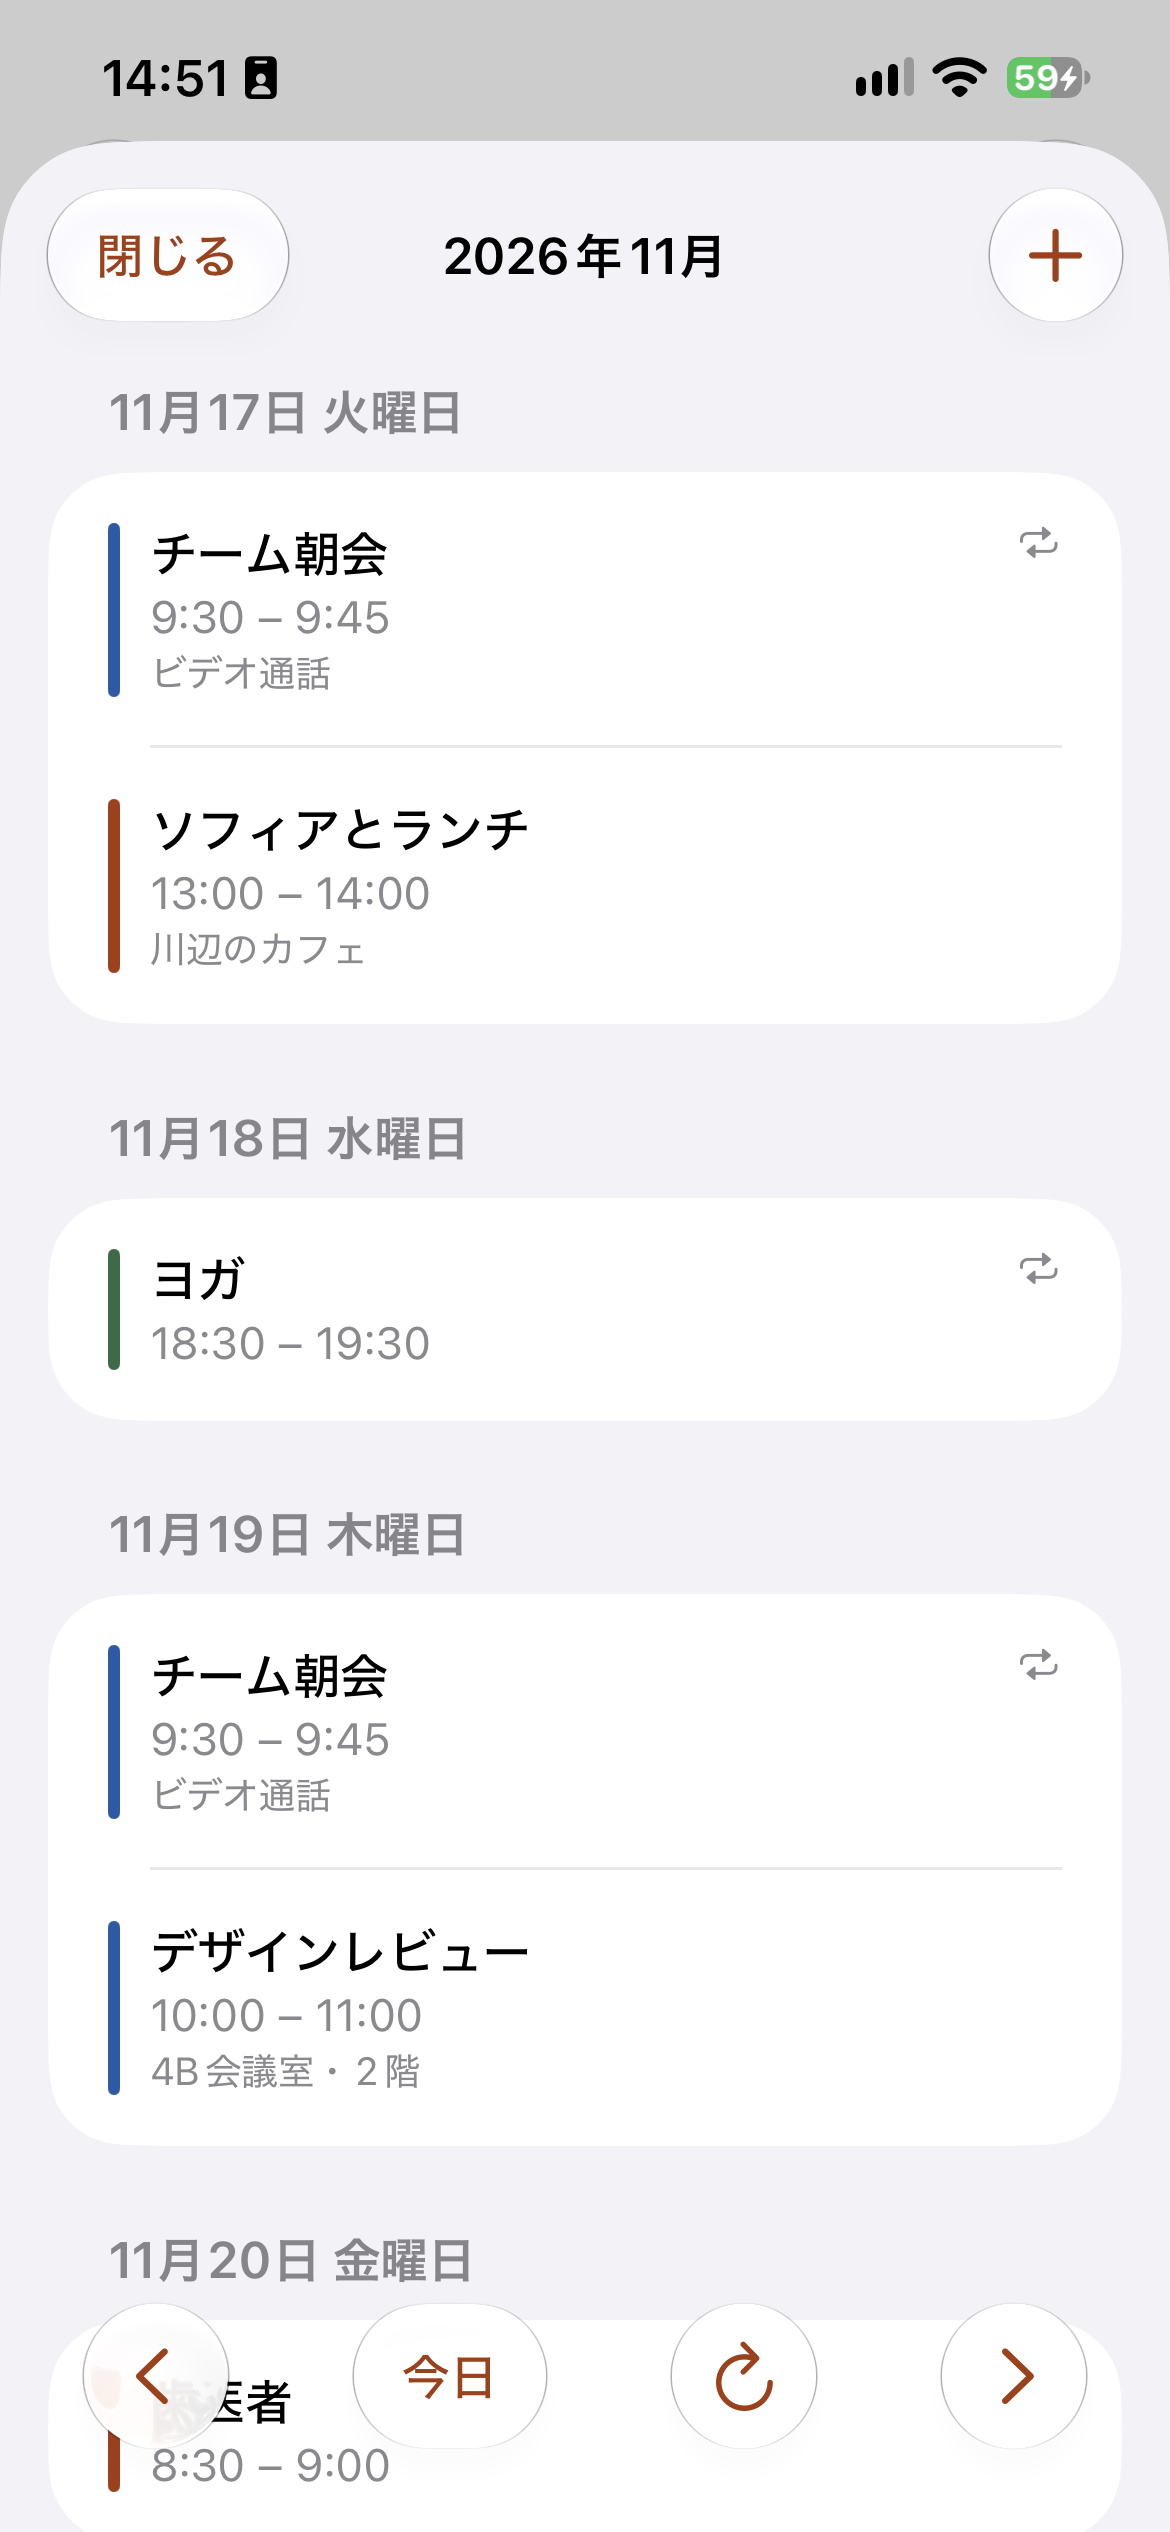 14:51
59
閉じる
2026年11月
11月17日 火曜日
チーム朝会
9:30 – 9:45
ビデオ通話
ソフィアとランチ
13:00 – 14:00
川辺のカフェ
11月18日 水曜日
ヨガ
18:30 – 19:30
11月19日 木曜日
チーム朝会
9:30 – 9:45
ビデオ通話
デザインレビュー
10:00 – 11:00
4B会議室・2階
11月20日 金曜日
今日
歯医者
8:30 – 9:00